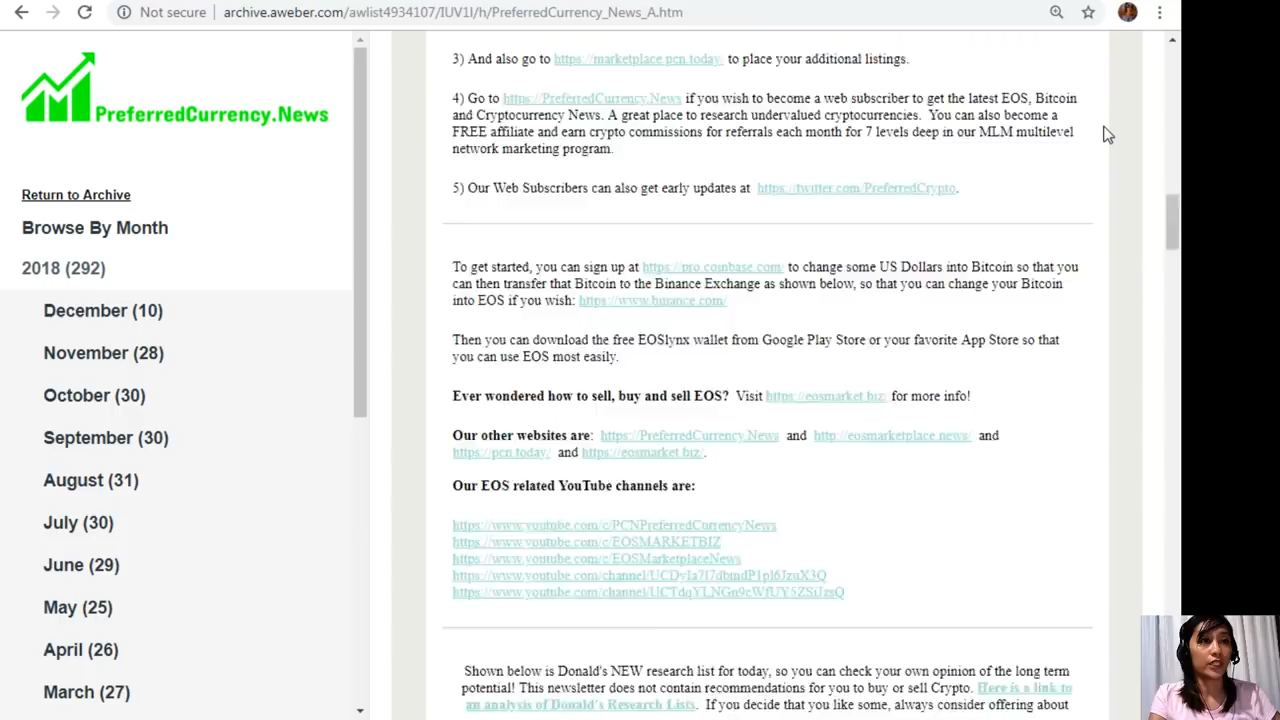 Not secure
archive.aweber.com/awlist4934107/IUV1I/h/PreferredCurrency_News_A.htm
PreferredCurrency.News
Return to Archive
Browse By Month
2018 (292)
December (10)
November (28)
October (30)
September (30)
August (31)
July (30)
June (29)
May (25)
April (26)
March (27)
3) And also go to https://marketplace.pcn.today/ to place your additional listings.
4) Go to https://PreferredCurrency.News if you wish to become a web subscriber to get the latest EOS, Bitcoin
and Cryptocurrency News. A great place to research undervalued cryptocurrencies. You can also become a
FREE affiliate and earn crypto commissions for referrals each month for 7 levels deep in our MLM multilevel
network marketing program.
5) Our Web Subscribers can also get early updates at https://twitter.com/PreferredCrypto.
To get started, you can sign up at https://pro.coinbase.com/ to change some US Dollars into Bitcoin so that you
can then transfer that Bitcoin to the Binance Exchange as shown below, so that you can change your Bitcoin
into EOS if you wish: https://www.binance.com/
Then you can download the free EOSlynx wallet from Google Play Store or your favorite App Store so that
you can use EOS most easily.
Ever wondered how to sell, buy and sell EOS? Visit https://eosmarket.biz/ for more info!
Our other websites are: https://PreferredCurrency.News and http://eosmarketplace.news/ and
https://pcn.today/ and https://eosmarket.biz/.
Our EOS related YouTube channels are:
https://www.youtube.com/c/PCNPreferredCurrencyNews
https://www.youtube.com/c/EOSMARKETBIZ
https://www.youtube.com/c/EOSMarketplaceNews
Shown below is Donald's NEW research list for today, so you can check your own opinion of the long term
potential! This newsletter does not contain recommendations for you to buy or sell Crypto. Here is a link to
an analysis of Donald's Research Lists. If you decide that you like some, always consider offering about